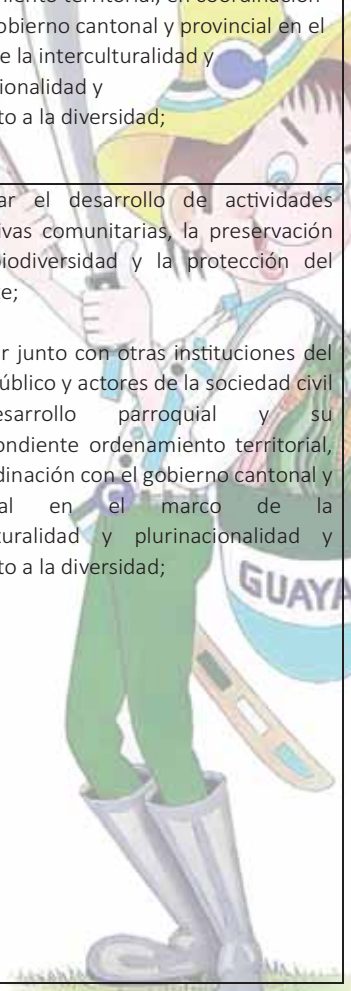 miento territorial, en coordinación
obierno cantonal y provincial en el
e la interculturalidad y
ionalidad y
to a la diversidad;
ar el desarrollo de actividades
ivas comunitarias, la preservación
biodiversidad y la protección del
te;
r junto con otras instituciones del
público y actores de la sociedad civil
esarrollo parroquial y su
ondiente ordenamiento territorial,
dinación con el gobierno cantonal y
al en el marco de la
turalidad y plurinacionalidad y
to a la diversidad;
GUAYA